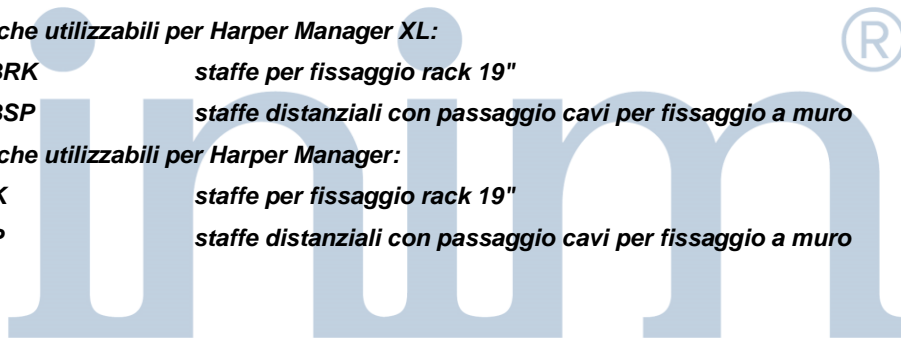 che utilizzabili per Harper Manager XL:
BRK staffe per fissaggio rack 19"
BSP staffe distanziali con passaggio cavi per fissaggio a muro
che utilizzabili per Harper Manager:
K staffe per fissaggio rack 19"
P staffe distanziali con passaggio cavi per fissaggio a muro
inim®